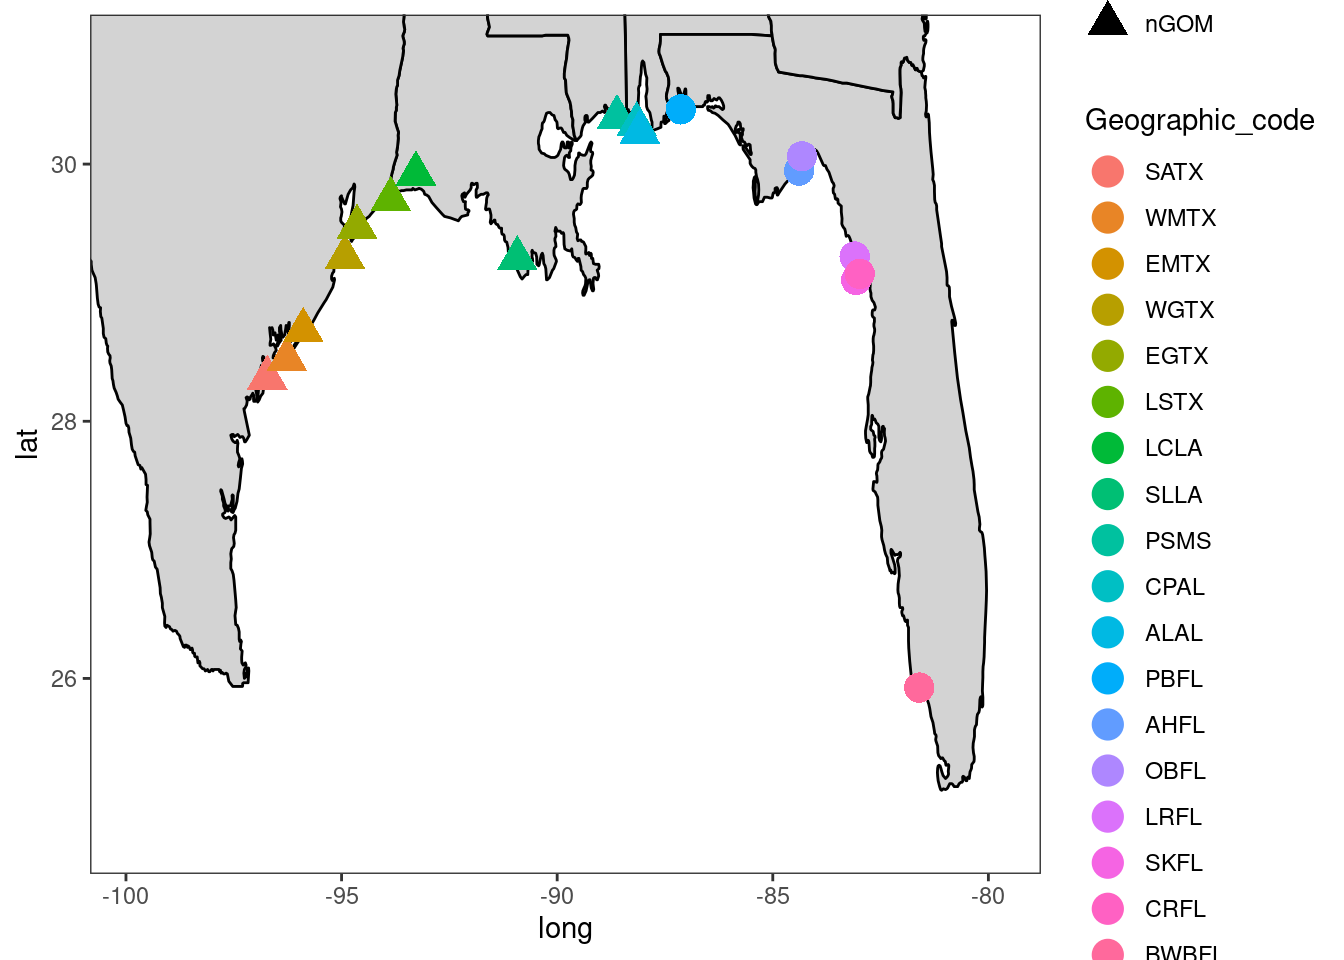 nGOM
Geographic_code
SATX
WMTX
EMTX
WGTX
EGTX
LSTX
LCLA
SLLA
PSMS
CPAL
ALAL
PBFL
AHFL
OBFL
LRFL
SKFL
CRFL
BWBFL
30
28
26
lat
-100
-95
-90
-85
-80
long